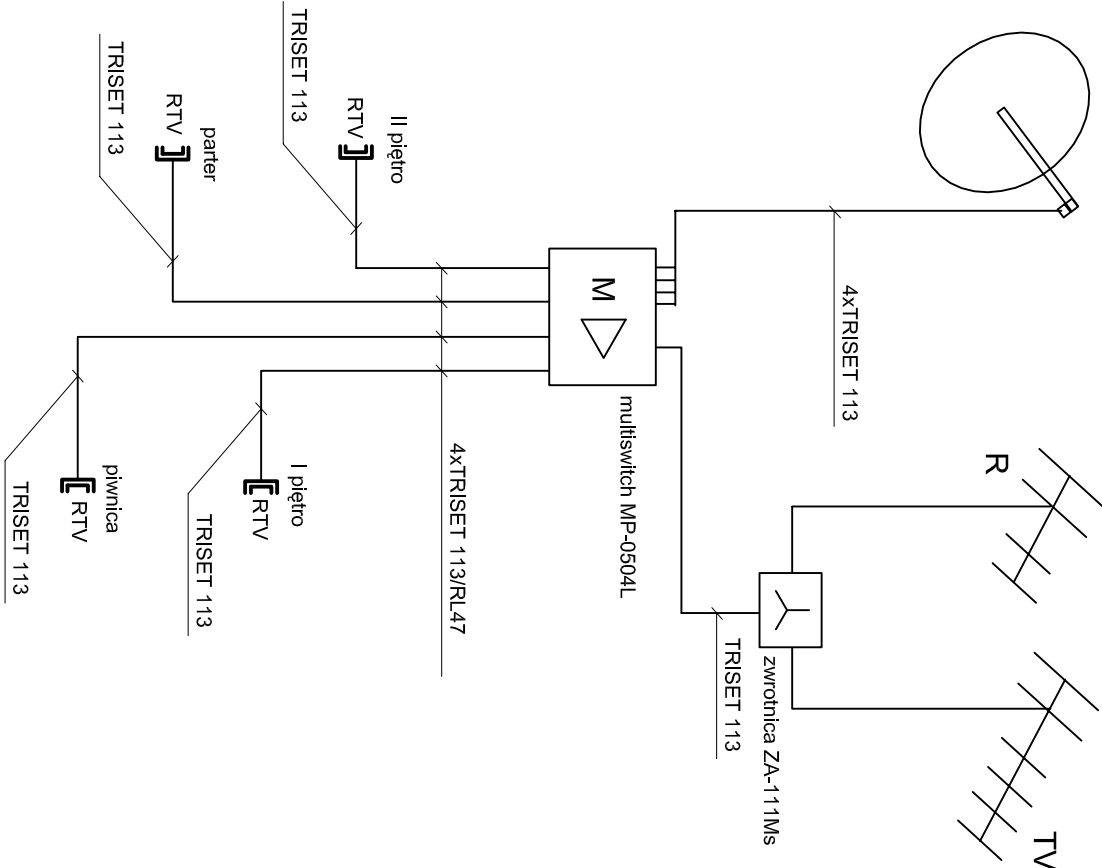 R
TV
4xTRISET 113
zwrotnica ZA-111Ms
TRISET 113
multiswitch MP-0504L
M
4xTRISET 113/RL47
II piętro
RTV
TRISET 113
parter
RTV
TRISET 113
I piętro
RTV
TRISET 113
piwnica
RTV
TRISET 113